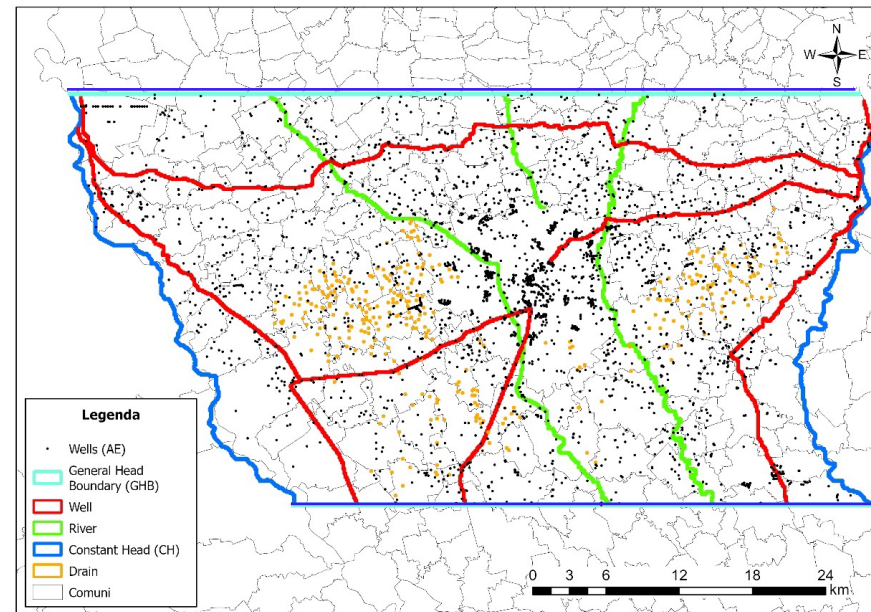 N
W E
S
Legenda
Wells (AE)
General Head
Boundary (GHB)
Well
River
Constant Head (CH)
Drain
Comuni
0 3 6 12 18 24
km